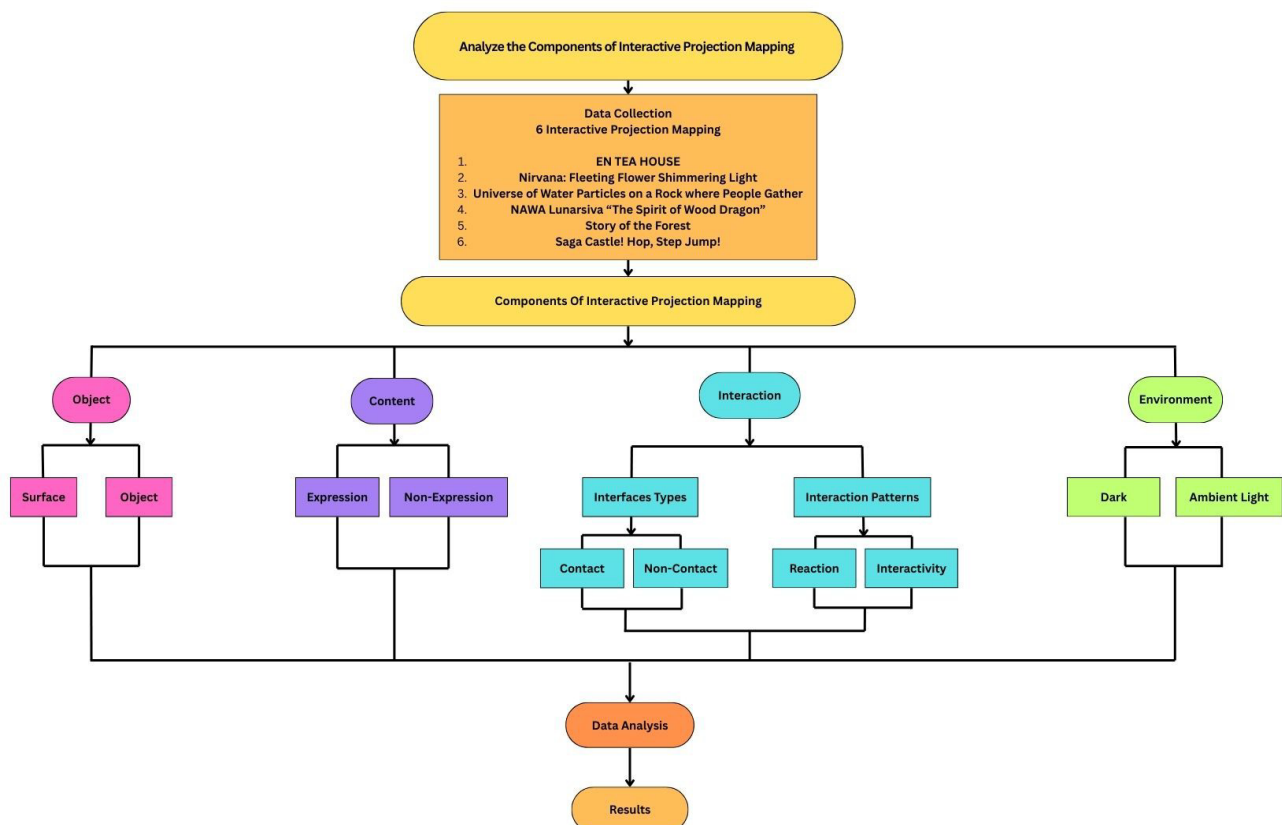 Analyze the Components of Interactive Projection Mapping
Data Collection
6 Interactive Projection Mapping
1. EN TEA HOUSE
2. Nirvana: Fleeting Flower Shimmering Light
3. Universe of Water Particles on a Rock where People Gather
4. NAWA Lunarsiva “The Spirit of Wood Dragon”
5. Story of the Forest
6. Saga Castle! Hop, Step Jump!
Components Of Interactive Projection Mapping
Object
Content
Interaction
Environment
Surface
Object
Expression
Non-Expression
Interfaces Types
Interaction Patterns
Dark
Ambient Light
Contact
Non-Contact
Reaction
Interactivity
Data Analysis
Results